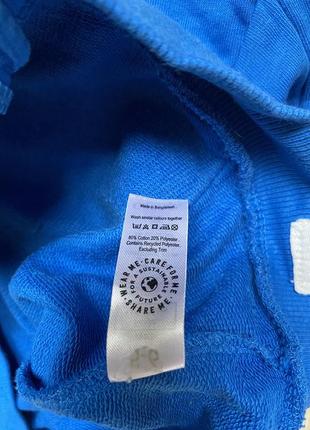 Made in Bangladesh
Wash similar colours together
80% Cotton 20% Polyester
Contains Recycled Polyester
Excluding Trim
WEAR ME • CARE FOR ME
SHARE ME
FOR A SUSTAINABLE
FUTURE